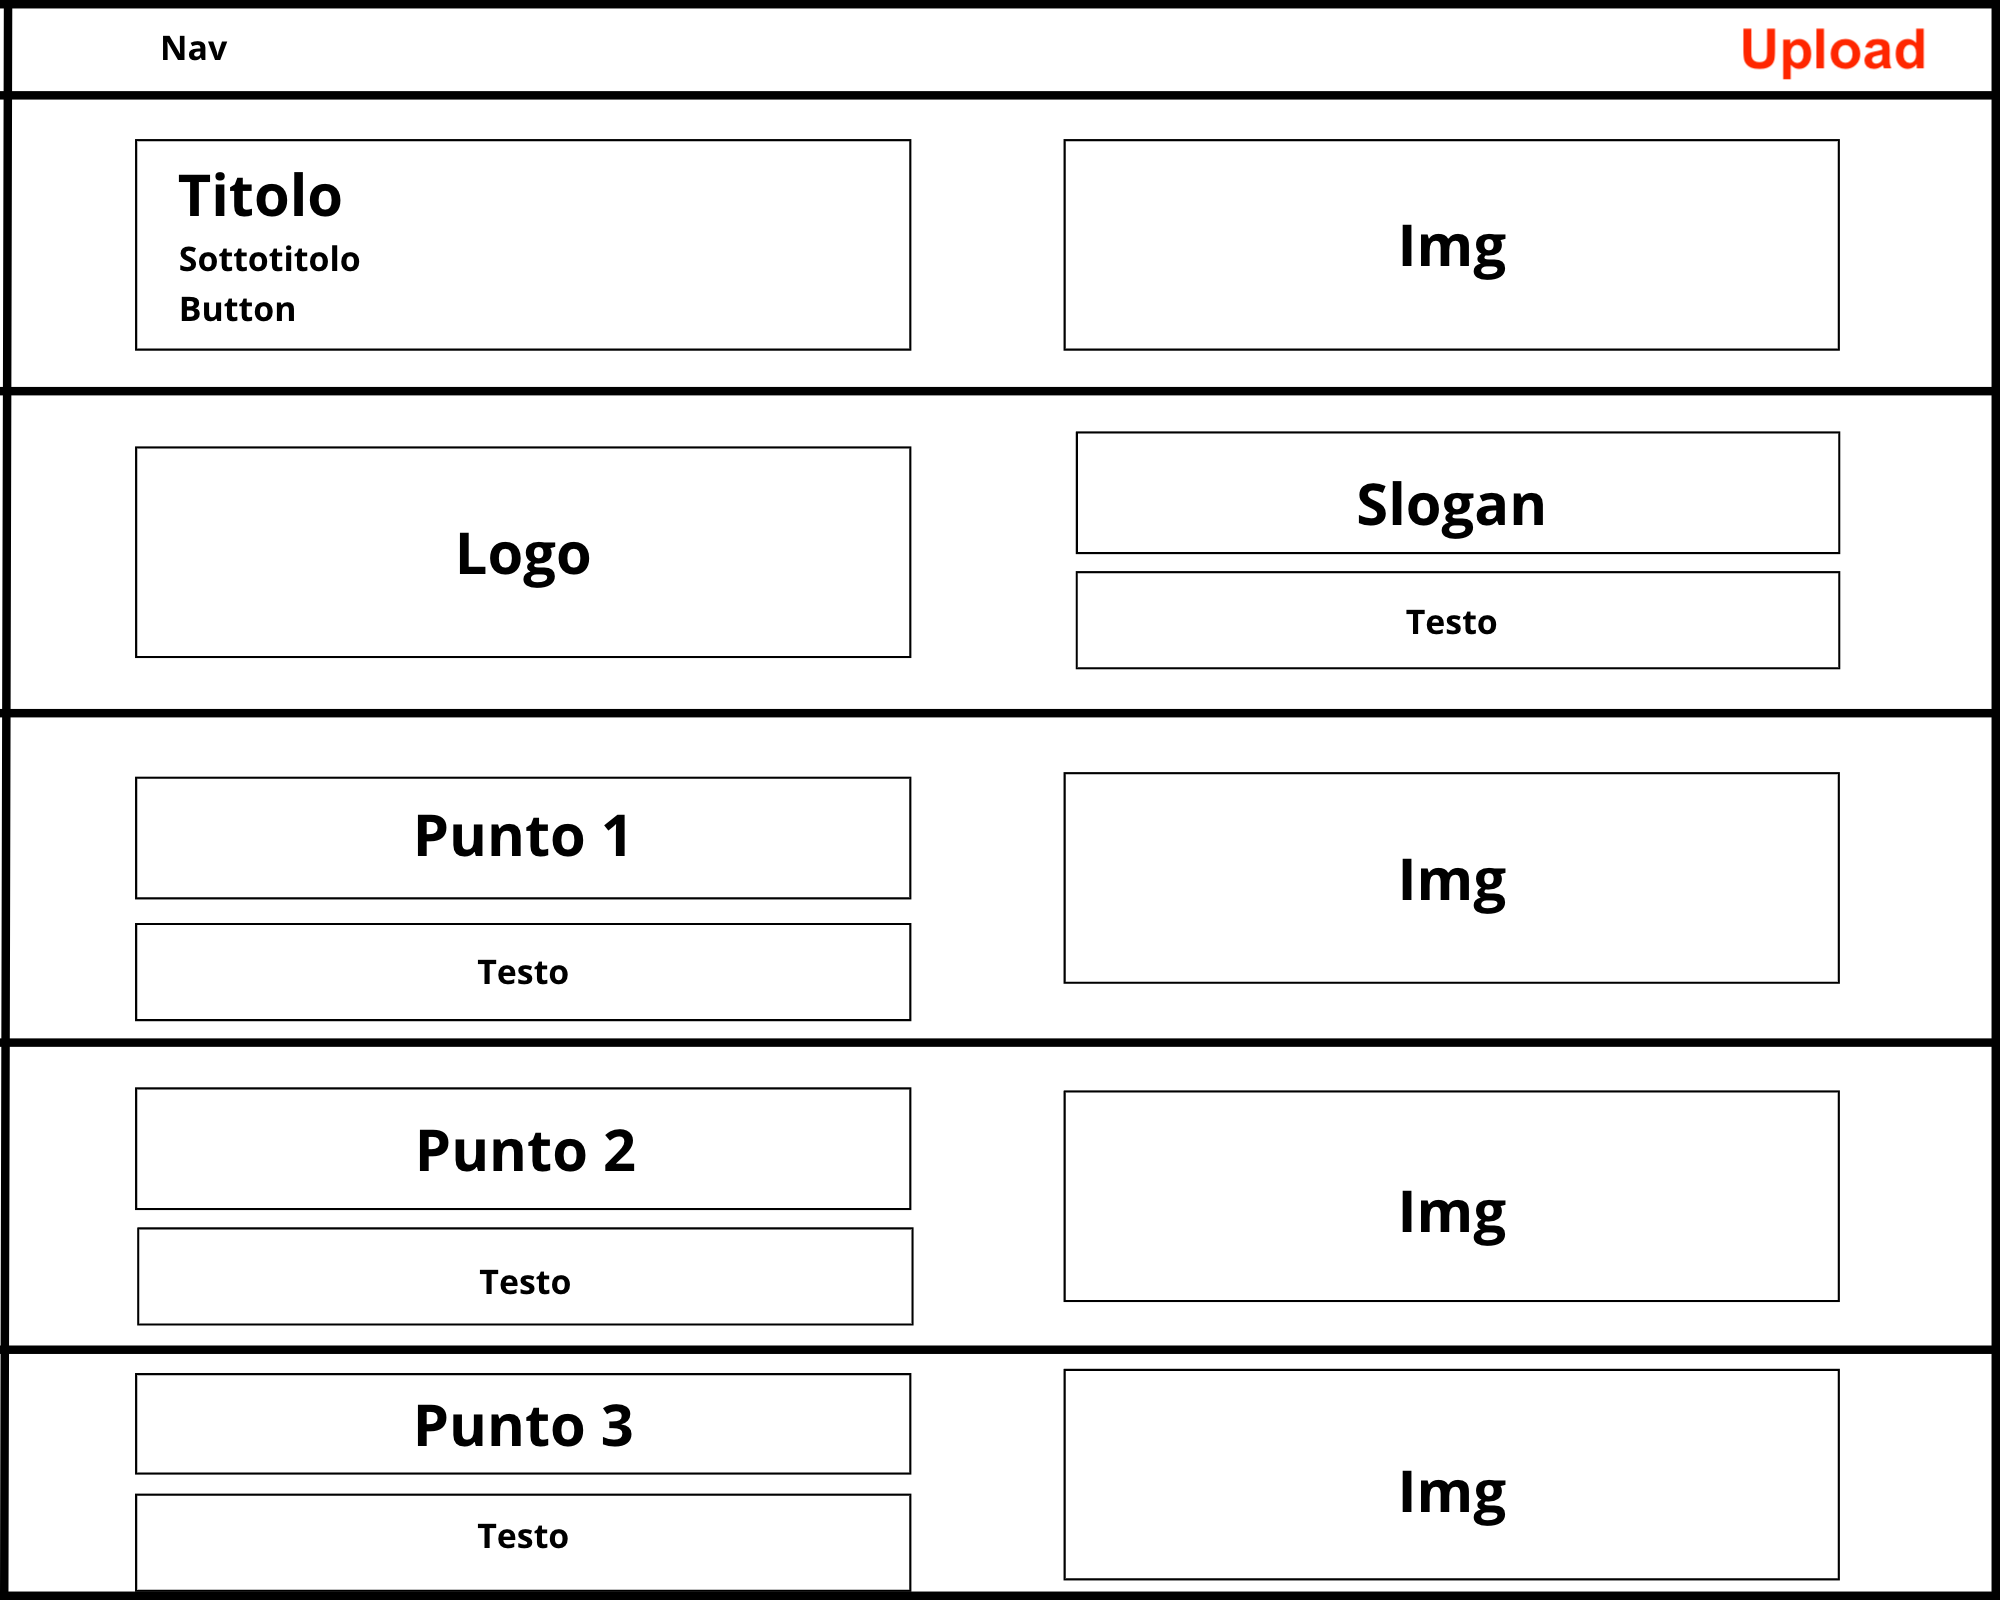 Nav
Upload
Titolo
Sottotitolo
Button
Img
Logo
Slogan
Testo
Punto 1
Testo
Img
Punto 2
Testo
Img
Punto 3
Testo
Img